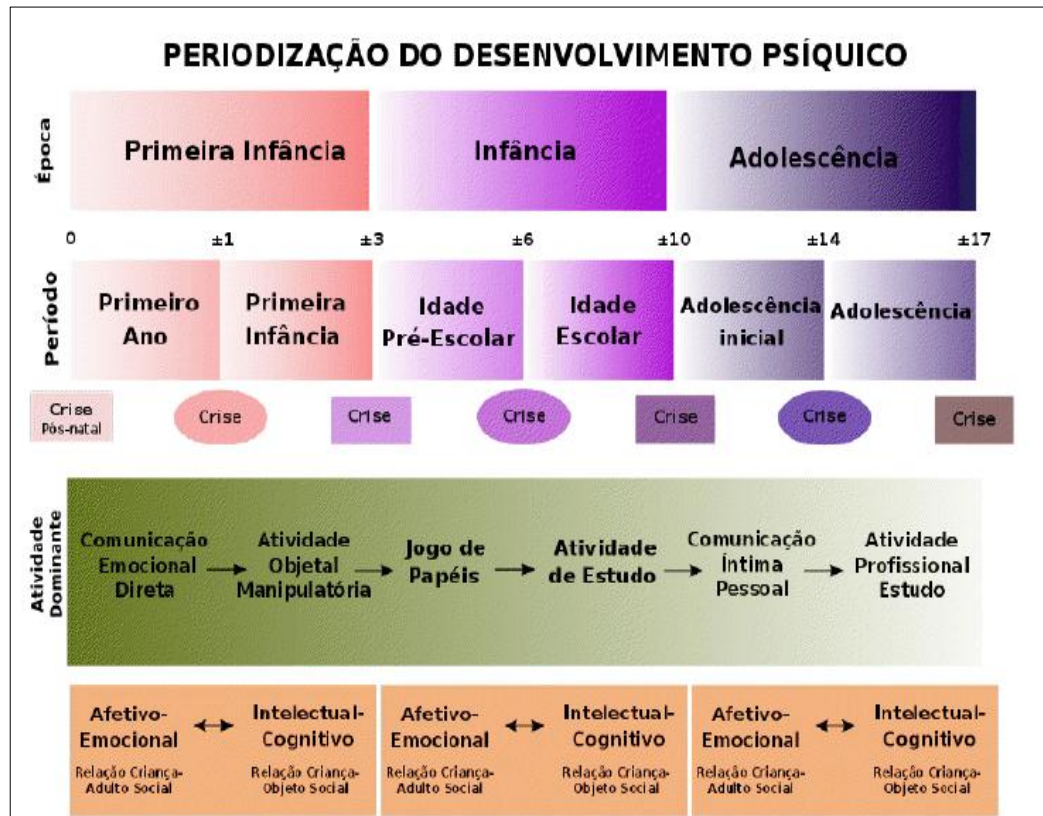 PERIODIZAÇÃO DO DESENVOLVIMENTO PSÍQUICO
Época
Primeira Infância
Infância
Adolescência
0
±1
±3
±6
±10
±14
±17
Período
Primeiro
Ano
Primeira
Infância
Idade
Pré-Escolar
Idade
Escolar
Adolescência
inicial
Adolescência
Crise
Pós-natal
Crise
Crise
Crise
Crise
Crise
Crise
Atividade
Dominante
Comunicação
Emocional
Direta
Atividade
Objetal
Manipulatória
Jogo de
Papéis
Atividade
de Estudo
Comunicação
Íntima
Pessoal
Atividade
Profissional
Estudo
Afetivo-
Emocional
Relação Criança-
Adulto Social
Intelectual-
Cognitivo
Relação Criança-
Objeto Social
Afetivo-
Emocional
Relação Criança-
Adulto Social
Intelectual-
Cognitivo
Relação Criança-
Objeto Social
Afetivo-
Emocional
Relação Criança-
Adulto Social
Intelectual-
Cognitivo
Relação Criança-
Objeto Social